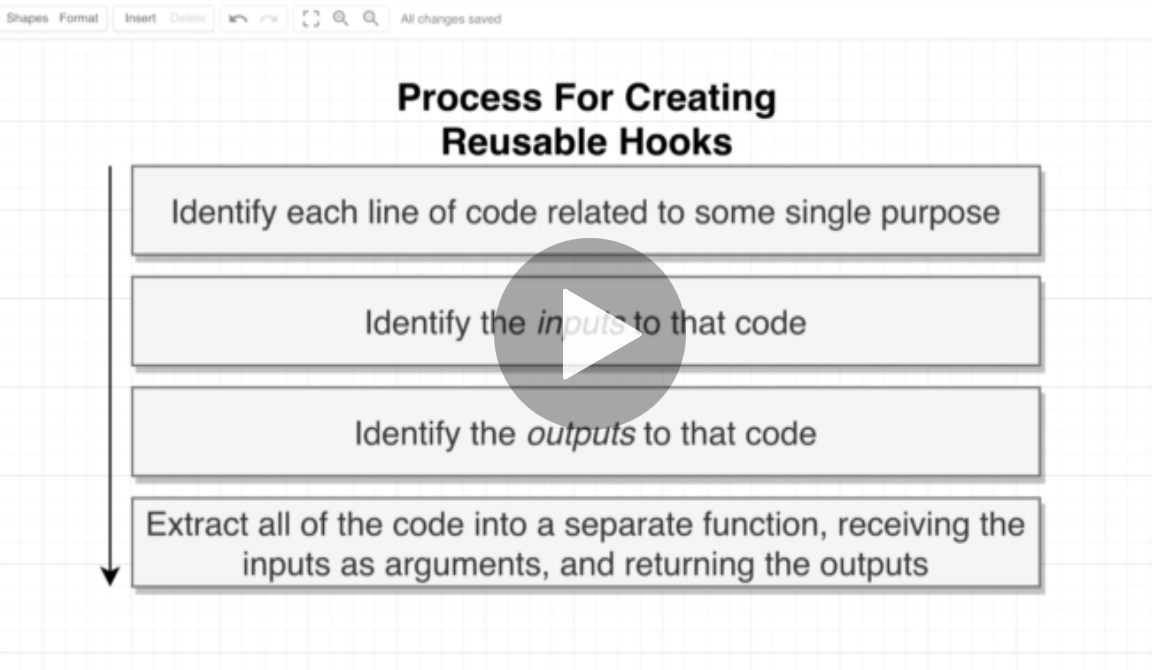 Shapes Format Insert Delete All changes saved
Process For Creating
Reusable Hooks
Identify each line of code related to some single purpose
Identify the inputs to that code
Identify the outputs to that code
Extract all of the code into a separate function, receiving the
inputs as arguments, and returning the outputs